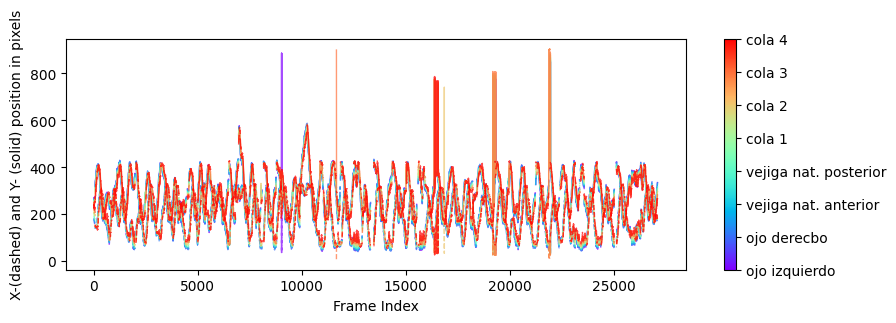 X-(dashed) and Y- (solid) position in pixels
800
600
400
200
0
0 5000 10000 15000 20000 25000
Frame Index
cola 4
cola 3
cola 2
cola 1
vejiga nat. posterior
vejiga nat. anterior
ojo derecbo
ojo izquierdo